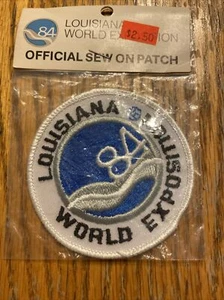 84
LOUISIANA
$2.50
WORLD EXPOSITION
OFFICIAL SEW ON PATCH
LOUISIANA
84
WORLD EXPOSITION